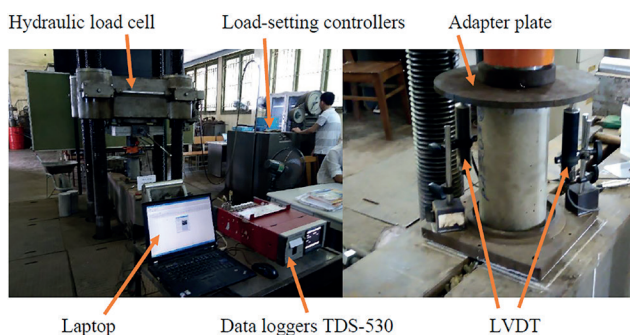 Hydraulic load cell
Load-setting controllers
Adapter plate
Laptop
Data loggers TDS-530
LVDT